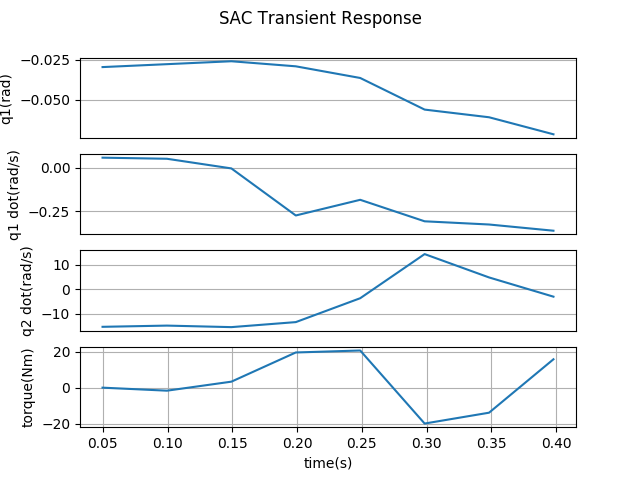 SAC Transient Response
−0.025
−0.050
q1(rad)
0.00
−0.25
q1 dot(rad/s)
10
0
−10
q2 dot(rad/s)
20
0
−20
torque(Nm)
0.05 0.10 0.15 0.20 0.25 0.30 0.35 0.40
time(s)